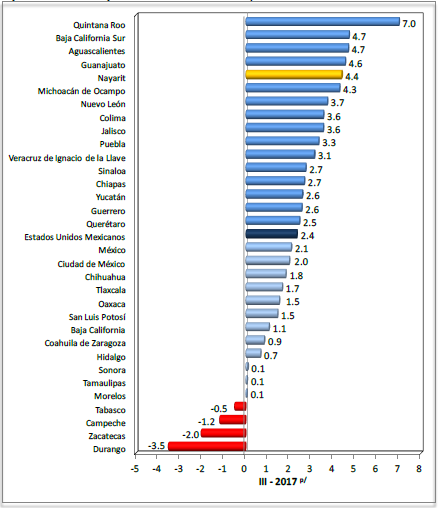 Quintana Roo 7.0
Baja California Sur 4.7
Aguascalientes 4.7
Guanajuato 4.6
Nayarit 4.4
Michoacán de Ocampo 4.3
Nuevo León 3.7
Colima 3.6
Jalisco 3.6
Puebla 3.3
Veracruz de Ignacio de la Llave 3.1
Sinaloa 2.7
Chiapas 2.7
Yucatán 2.6
Guerrero 2.6
Querétaro 2.5
Estados Unidos Mexicanos 2.4
México 2.1
Ciudad de México 2.0
Chihuahua 1.8
Tlaxcala 1.7
Oaxaca 1.5
San Luis Potosí 1.5
Baja California 1.1
Coahuila de Zaragoza 0.9
Hidalgo 0.7
Sonora 0.1
Tamaulipas 0.1
Morelos 0.1
Tabasco -0.5
Campeche -1.2
Zacatecas -2.0
Durango -3.5
-5 -4 -3 -2 -1 0 1 2 3 4 5 6 7 8
III - 2017 p/